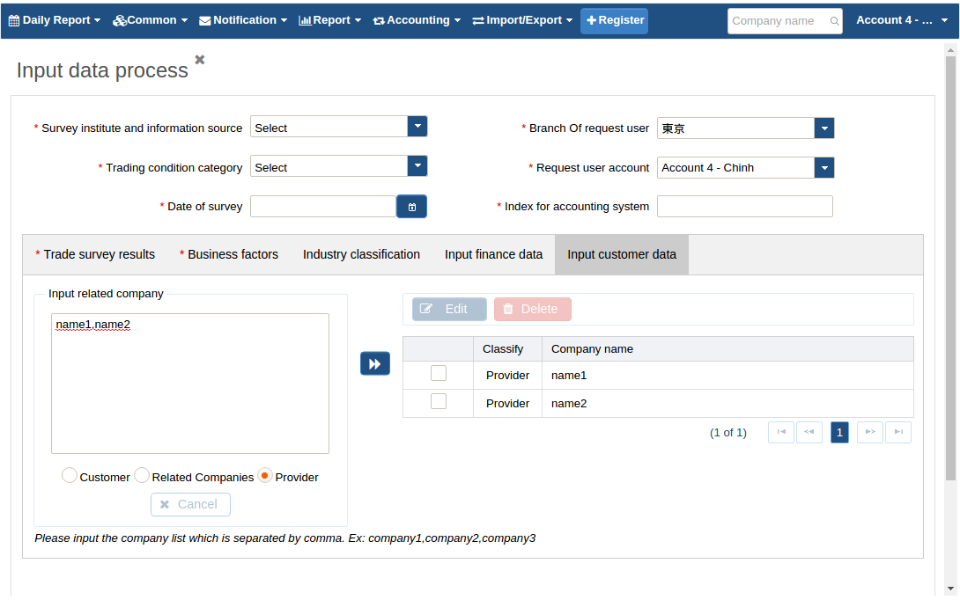 Daily Report Common Notification Report Accounting Import/Export Register Company name Account 4 - ...
Input data process
* Survey institute and information source Select * Branch Of request user 東京
* Trading condition category Select * Request user account Account 4 - Chinh
* Date of survey * Index for accounting system
* Trade survey results * Business factors Industry classification Input finance data Input customer data
Input related company
name1,name2
Edit Delete
Classify Company name
Provider name1
Provider name2
(1 of 1) 1
Customer Related Companies Provider
Cancel
Please input the company list which is separated by comma. Ex: company1,company2,company3